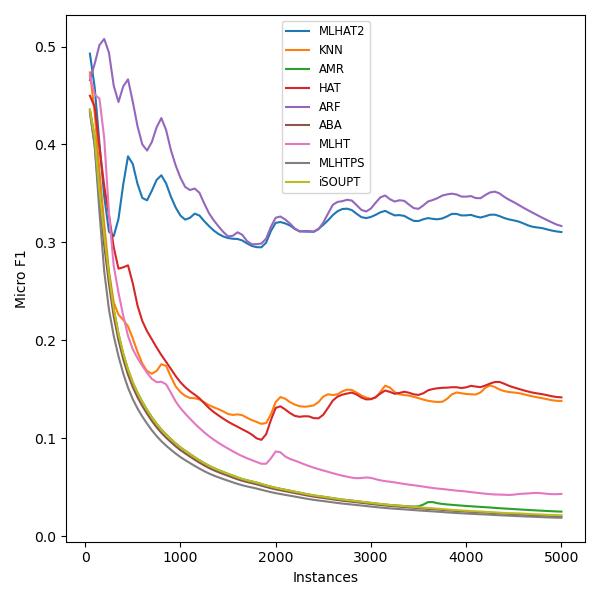 MLHAT2
KNN
AMR
HAT
ARF
ABA
MLHT
MLHTPS
iSOUPT
Micro F1
0.5
0.4
0.3
0.2
0.1
0.0
0 1000 2000 3000 4000 5000
Instances